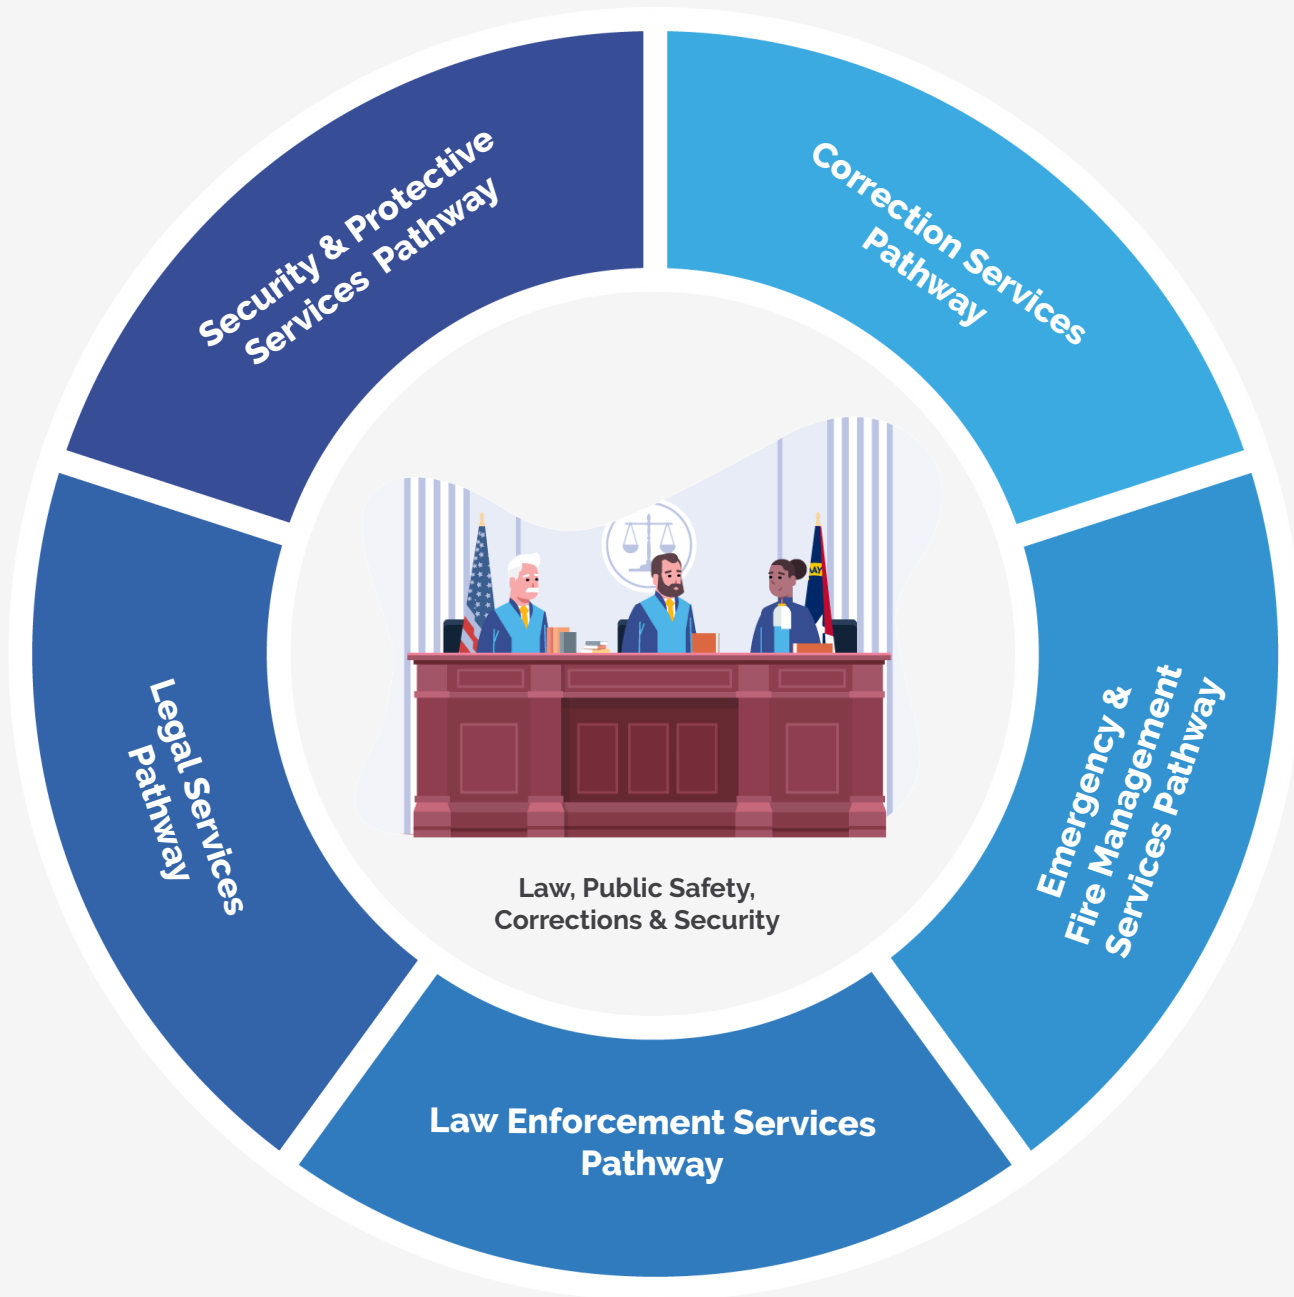 Security & Protective
Services Pathway
Correction Services
Pathway
Emergency &
Fire Management
Services Pathway
Law Enforcement Services
Pathway
Legal Services
Pathway
Law, Public Safety,
Corrections & Security